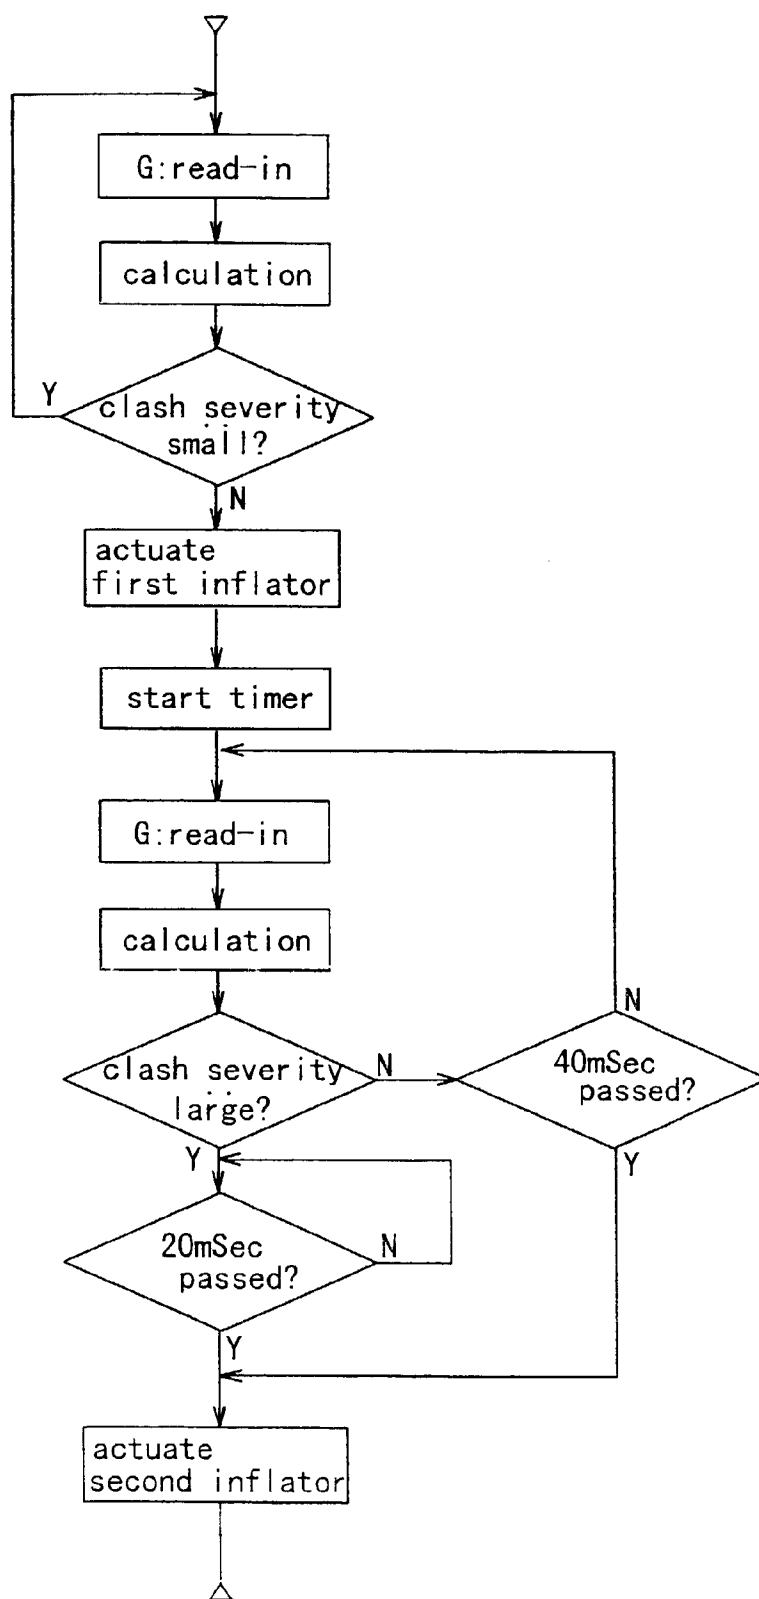 G:read-in
calculation
Y
clash severity
small?
N
actuate
first inflator
start timer
G:read-in
calculation
clash severity
large?
N
Y
40mSec
passed?
N
Y
20mSec
passed?
N
Y
actuate
second inflator